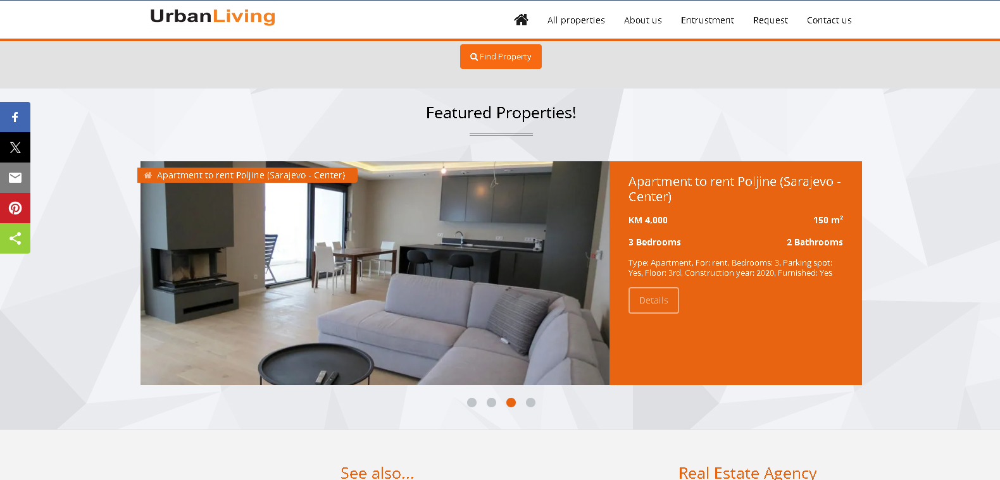 UrbanLiving
All properties
About us
Entrustment
Request
Contact us
Find Property
Featured Properties!
Apartment to rent Poljine (Sarajevo - Center)
Apartment to rent Poljine (Sarajevo -
Center)
KM 4,000
150 m²
3 Bedrooms
2 Bathrooms
Type: Apartment, For: rent, Bedrooms: 3, Parking spot:
Yes, Floor: 3rd, Construction year: 2020, Furnished: Yes
Details
See also...
Real Estate Agency